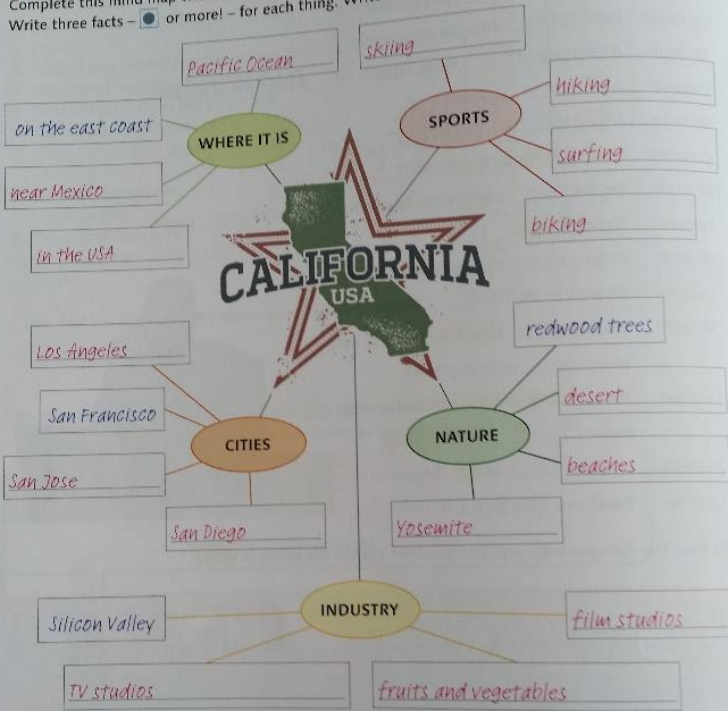 Complete this mind map
Write three facts – or more! – for each thing.
Pacific Ocean
on the east coast
near Mexico
in the USA
WHERE IT IS
skiing
hiking
surfing
biking
SPORTS
CALIFORNIA
USA
Los Angeles
San Francisco
San Jose
San Diego
CITIES
redwood trees
desert
beaches
Yosemite
NATURE
INDUSTRY
Silicon Valley
film studios
TV studios
fruits and vegetables